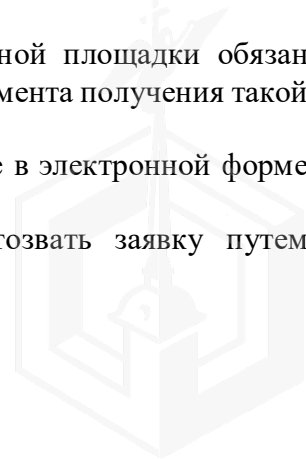 ной площадки обязан
мента получения такой
е в электронной форме
тозвать заявку путем